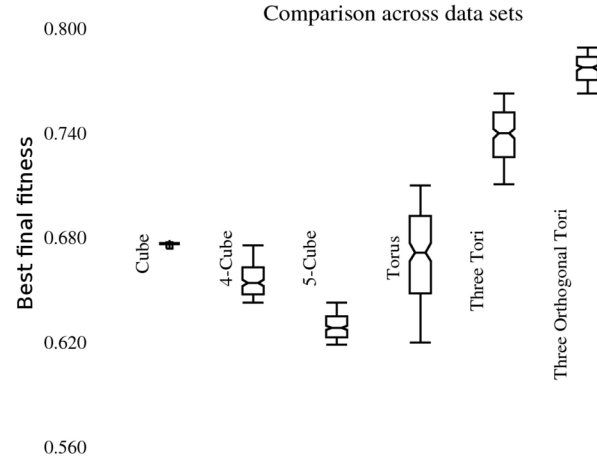 Comparison across data sets
0.800
0.740
0.680
0.620
0.560
Best final fitness
Cube
4-Cube
5-Cube
Torus
Three Tori
Three Orthogonal Tori